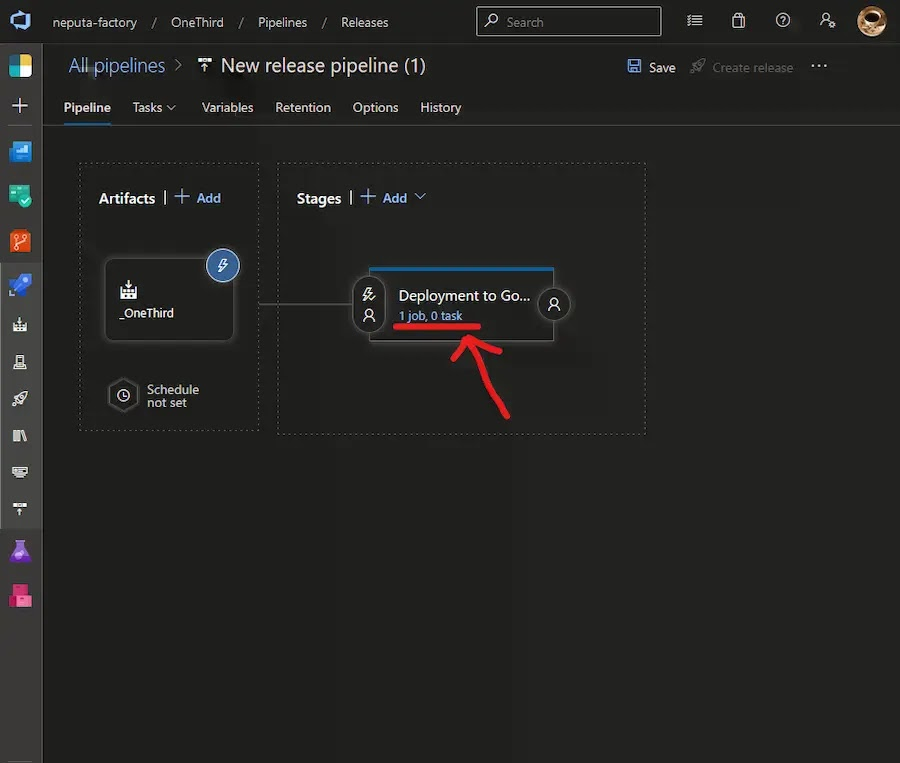 neputa-factory / OneThird / Pipelines / Releases
Search
All pipelines > New release pipeline (1)
Save
Create release
Pipeline Tasks Variables Retention Options History
Artifacts | + Add
Stages | + Add
_OneThird
Deployment to Go...
1 job, 0 task
Schedule
not set